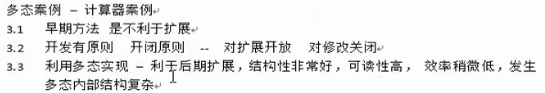 多态案例 – 计算器案例
3.1 早期方法 是不利于扩展
3.2 开发有原则 开闭原则 -- 对扩展开放 对修改关闭
3.3 利用多态实现 – 利于后期扩展，结构性非常好，可读性高， 效率稍微低，发生
多态内部结构复杂